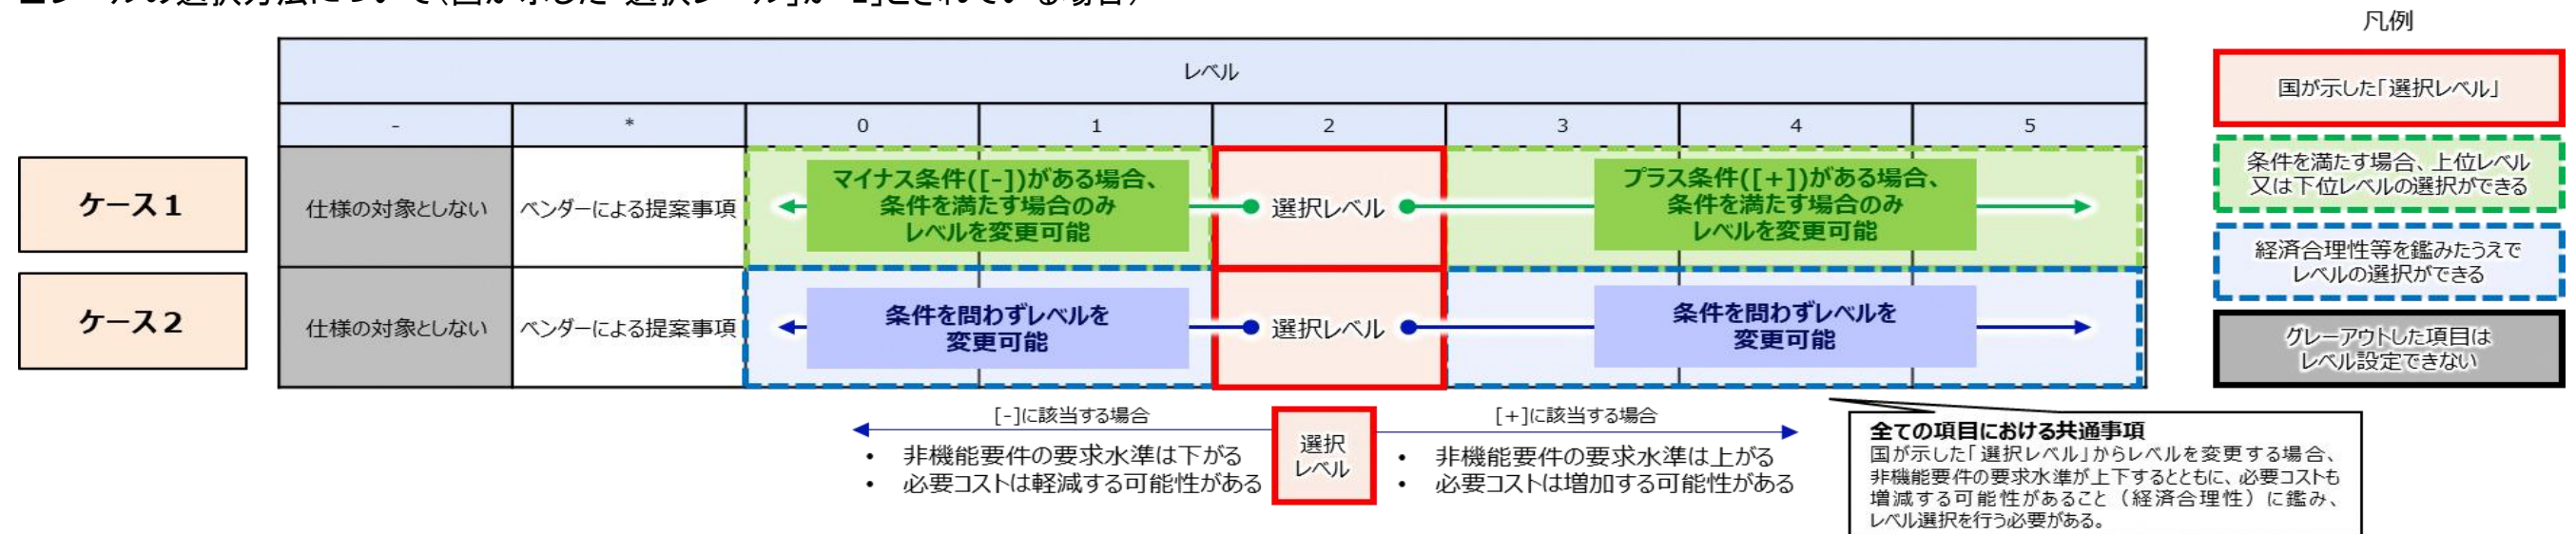 凡例
レベル
国が示した「選択レベル」
-
*
0
1
2
3
4
5
ケース1
仕様の対象としない
ベンダーによる提案事項
マイナス条件([-])がある場合、
条件を満たす場合のみ
レベルを変更可能
選択レベル
プラス条件([+])がある場合、
条件を満たす場合のみ
レベルを変更可能
条件を満たす場合、上位レベル
又は下位レベルの選択ができる
経済合理性等を鑑みたうえで
レベルの選択ができる
ケース2
仕様の対象としない
ベンダーによる提案事項
条件を問わずレベルを
変更可能
選択レベル
条件を問わずレベルを
変更可能
グレーアウトした項目は
レベル設定できない
[-]に該当する場合
• 非機能要件の要求水準は下がる
• 必要コストは軽減する可能性がある
選択
レベル
[+]に該当する場合
• 非機能要件の要求水準は上がる
• 必要コストは増加する可能性がある
全ての項目における共通事項
国が示した「選択レベル」からレベルを変更する場合、
非機能要件の要求水準が上下するとともに、必要コストも
増減する可能性があること（経済合理性）に鑑み、
レベル選択を行う必要がある。